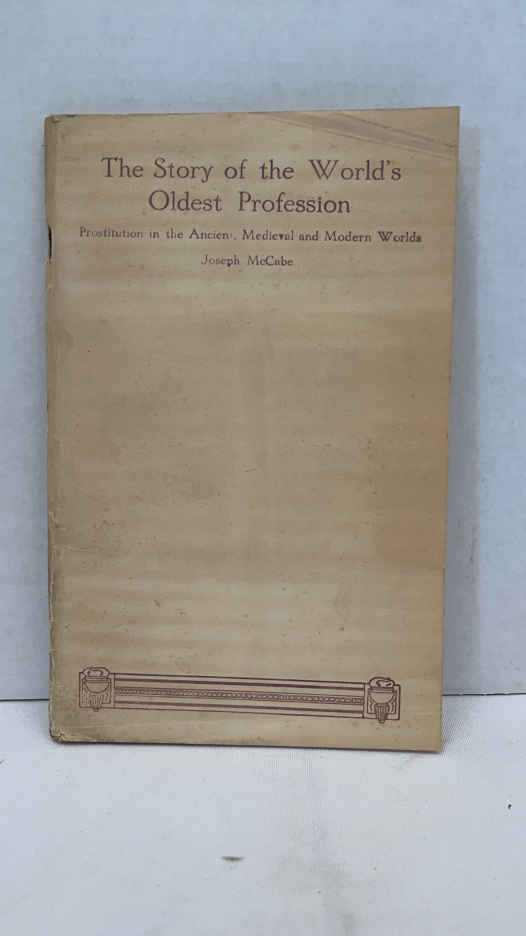 The Story of the World's
Oldest Profession
Prostitution in the Ancient, Medieval and Modern Worlds
Joseph McCabe